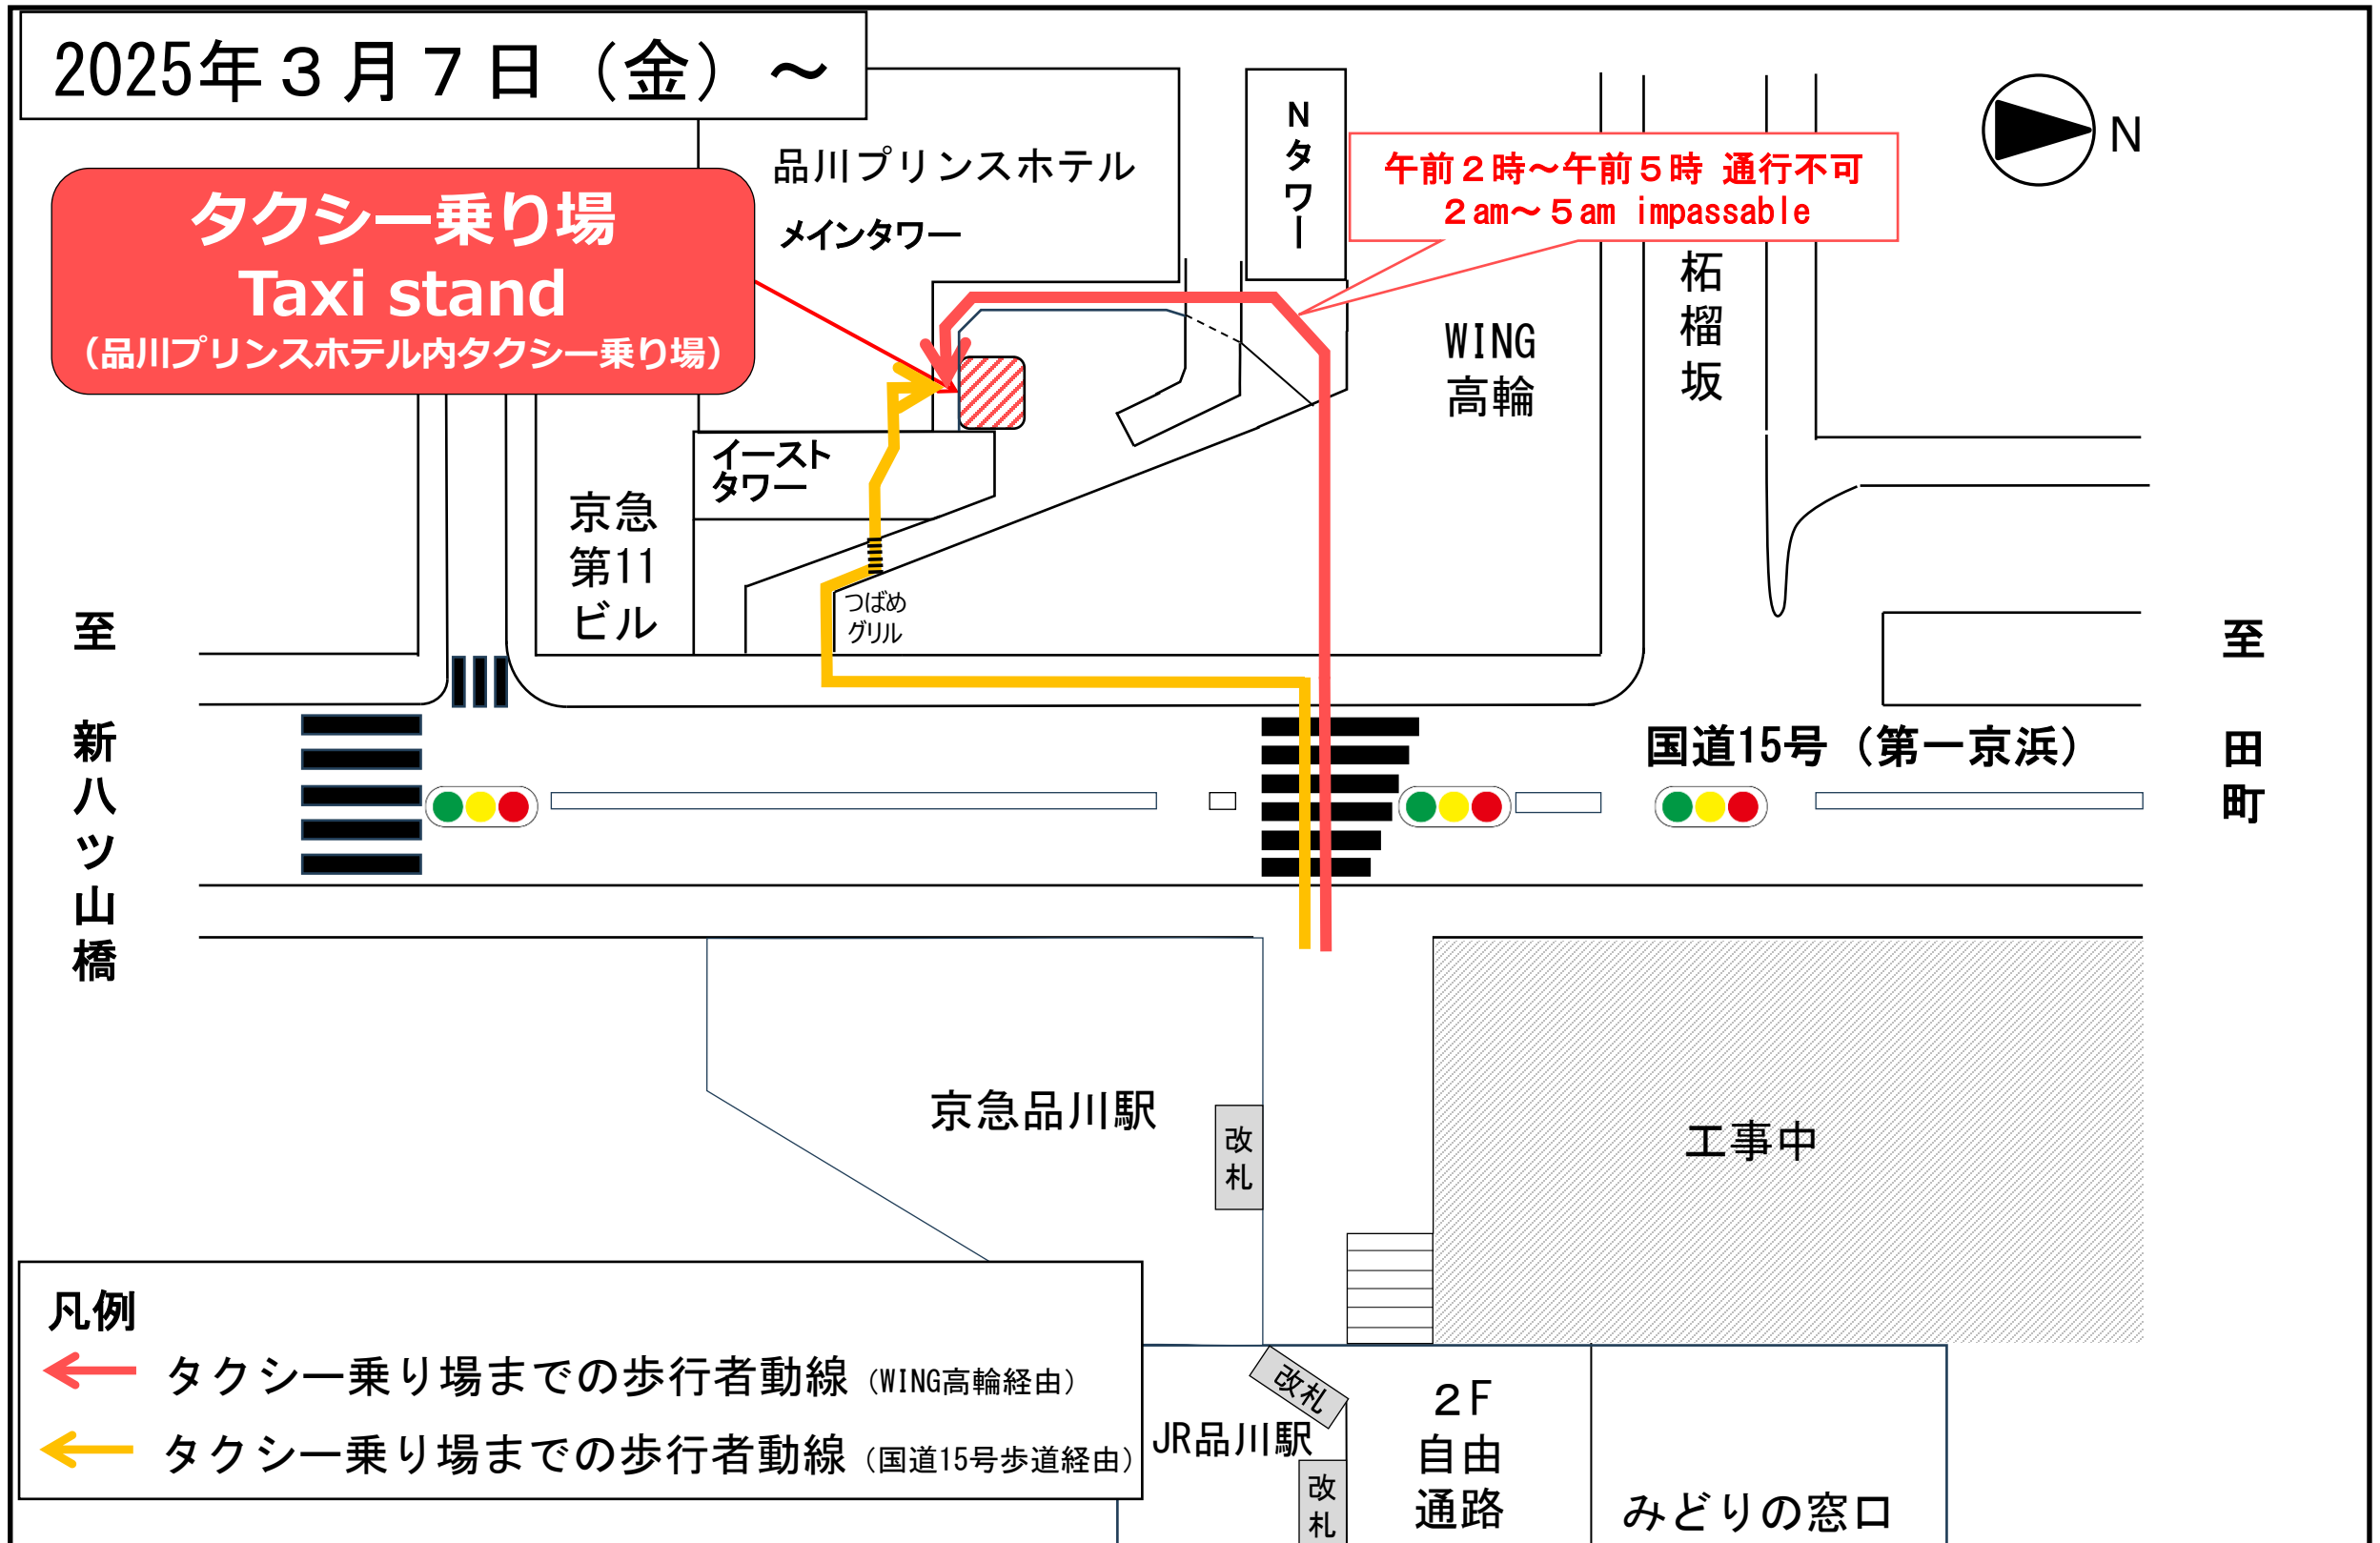 2025年３月７日（金）～
タクシー乗り場
Taxi stand
（品川プリンスホテル内タクシー乗り場）
品川プリンスホテル
メインタワー
Nタワー
午前２時～午前５時 通行不可
２am～５am impassable
N
柘榴坂
WING
高輪
イースト
タワー
京急
第11
ビル
つばめ
グリル
至 新八ツ山橋
至 田町
国道15号（第一京浜）
京急品川駅
改札
工事中
凡例
タクシー乗り場までの歩行者動線（WING高輪経由）
タクシー乗り場までの歩行者動線（国道15号歩道経由）
改札
JR品川駅
改札
２F
自由
通路
みどりの窓口